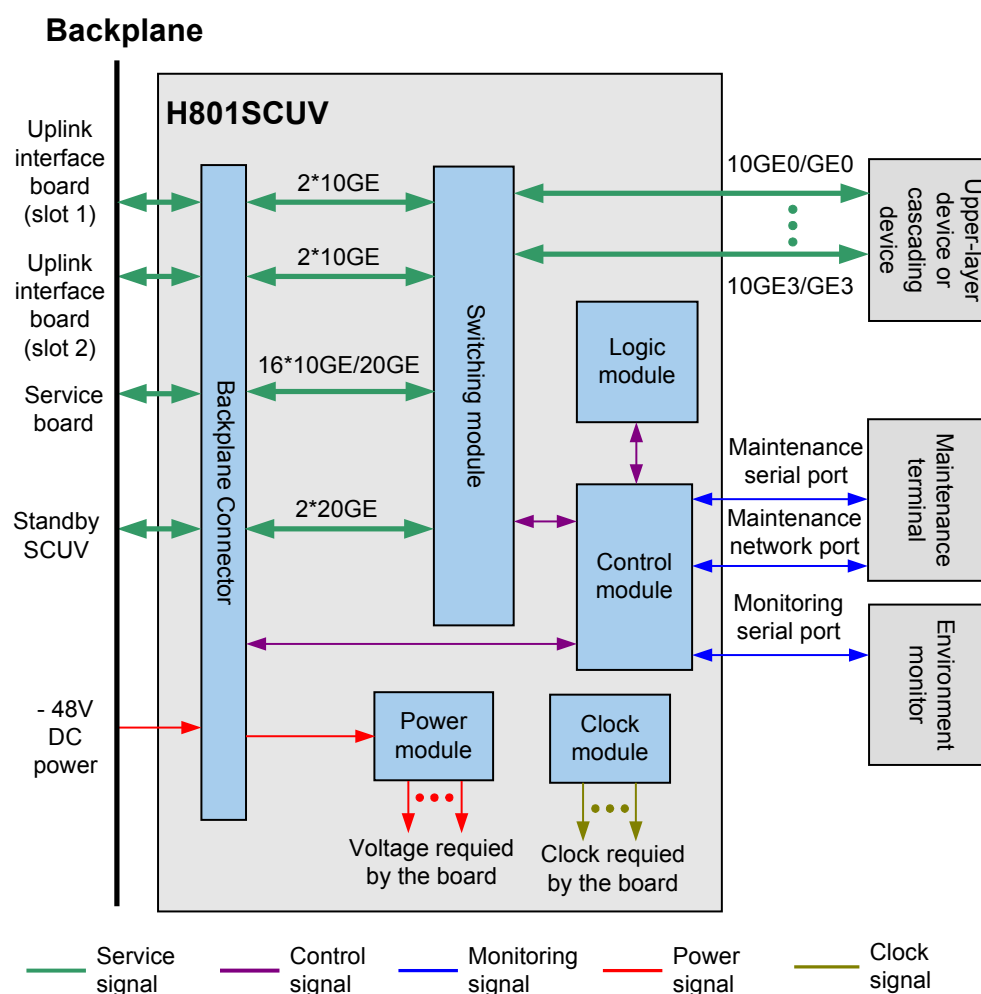 Backplane
H801SCUV
Uplink
interface
board
(slot 1)
Uplink
interface
board
(slot 2)
Service
board
Standby
SCUV
- 48V
DC
power
Backplane Connector
2*10GE
2*10GE
16*10GE/20GE
2*20GE
Switching module
Logic
module
Control
module
Power
module
Clock
module
Voltage requied
by the board
Clock requied
by the board
10GE0/GE0
10GE3/GE3
Upper-layer
device or
cascading
device
Maintenance
serial port
Maintenance
network port
Maintenance
terminal
Monitoring
serial port
Environment
monitor
Service
signal
Control
signal
Monitoring
signal
Power
signal
Clock
signal